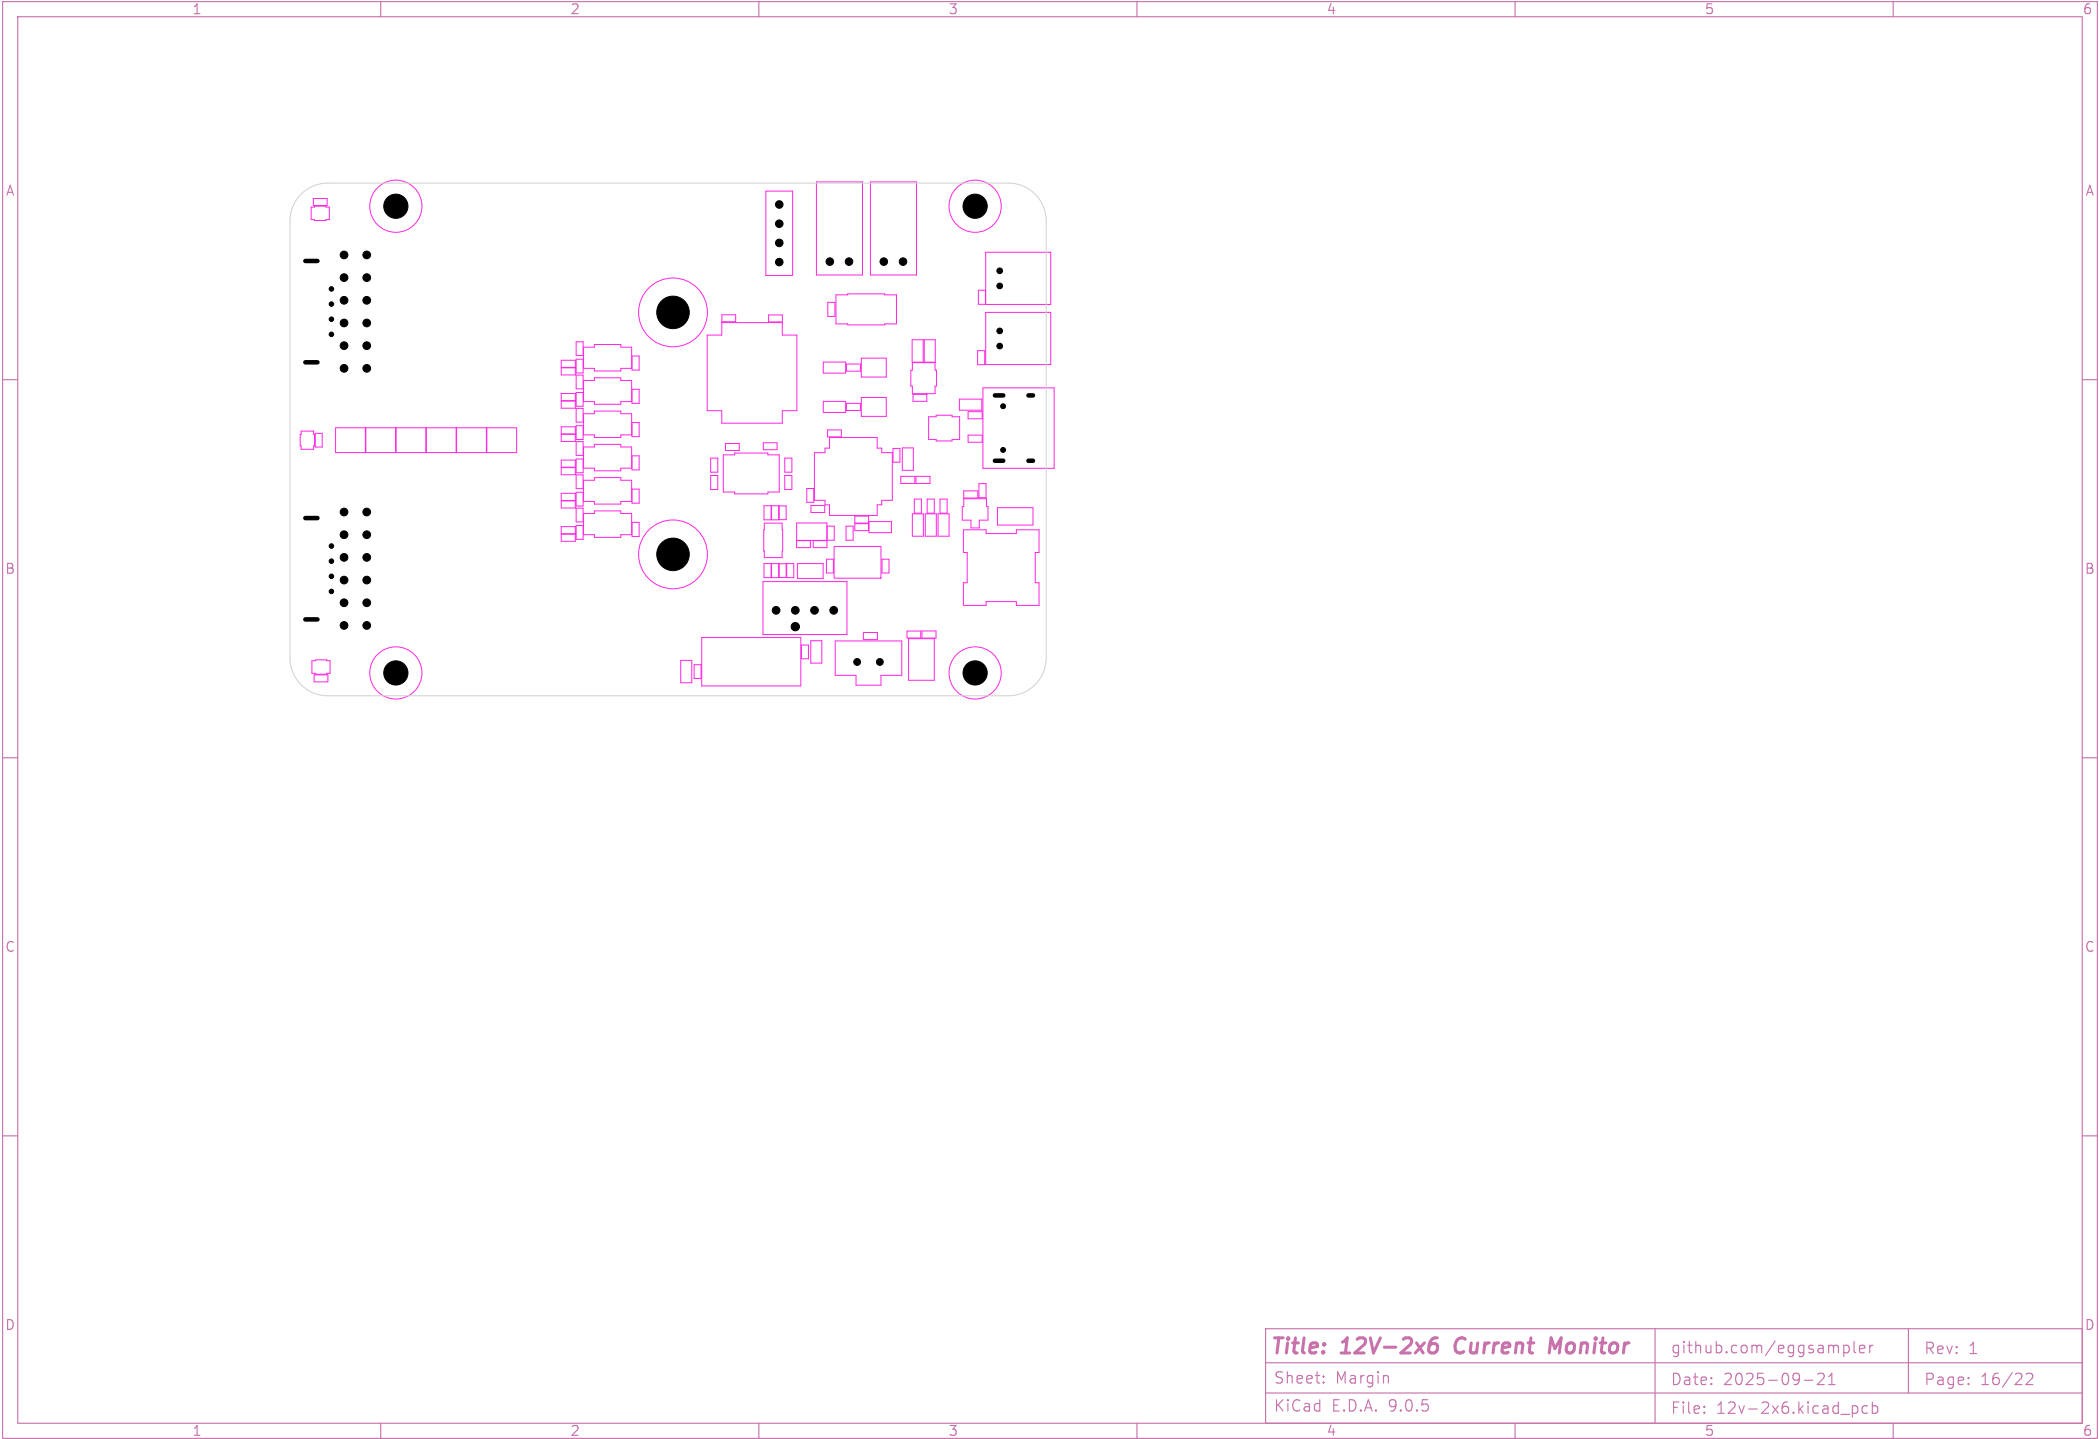 1 2 3 4 5 6
A A
B B
C C
D D
Title: 12V-2x6 Current Monitor
github.com/eggsampler
Rev: 1
Sheet: Margin
Date: 2025-09-21
Page: 16/22
KiCad E.D.A. 9.0.5
File: 12v-2x6.kicad_pcb
1 2 3 4 5 6